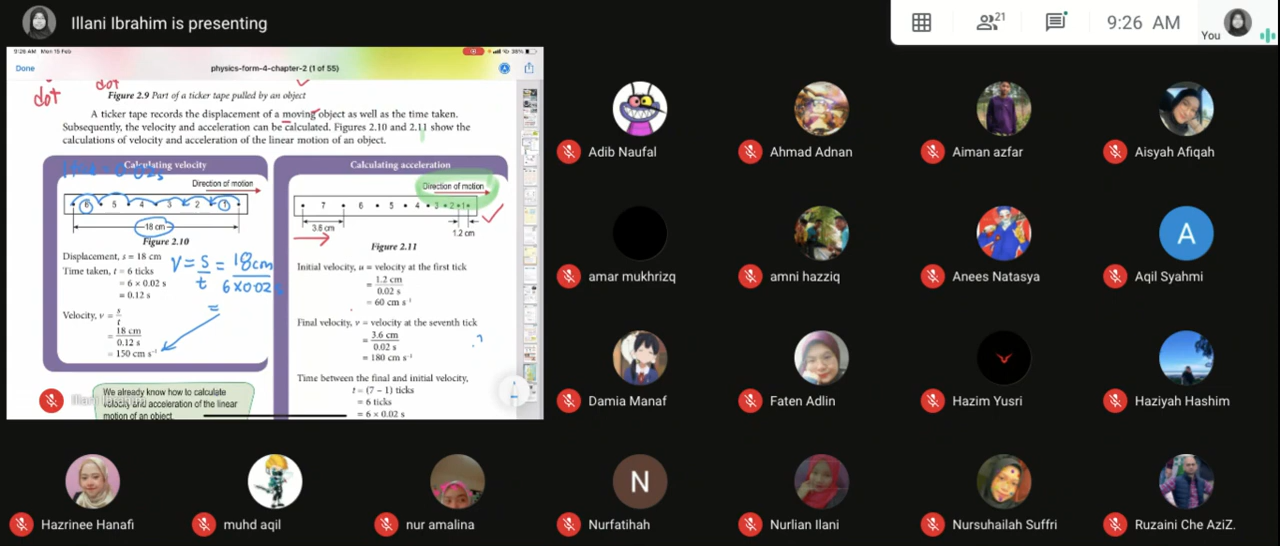 Illani Ibrahim is presenting
21
9:26 AM
You
9:26 AM Mon 15 Feb
38%
Done
physics-form-4-chapter-2 (1 of 55)
dot
dot
Figure 2.9 Part of a ticker tape pulled by an object
A ticker tape records the displacement of a moving object as well as the time taken.
Subsequently, the velocity and acceleration can be calculated. Figures 2.10 and 2.11 show the
calculations of velocity and acceleration of the linear motion of an object.
Calculating velocity
Direction of motion
6 5 4 3 2 1
18 cm
Figure 2.10
Displacement, s = 18 cm
Time taken, t = 6 ticks
= 6 × 0.02 s
= 0.12 s
Velocity, v = s
t
= 18 cm
0.12 s
= 150 cm s⁻¹
V = s = 18cm
t 6 x 0.02 s
=
We already know how to calculate
velocity and acceleration of the linear
motion of an object.
Calculating acceleration
Direction of motion
7 6 5 4 3 2 1
3.6 cm
1.2 cm
Figure 2.11
Initial velocity, u = velocity at the first tick
= 1.2 cm
0.02 s
= 60 cm s⁻¹
Final velocity, v = velocity at the seventh tick
= 3.6 cm
0.02 s
= 180 cm s⁻¹
Time between the final and initial velocity,
t = (7 – 1) ticks
= 6 ticks
= 6 × 0.02 s
Adib Naufal
Ahmad Adnan
Aiman azfar
Aisyah Afiqah
amar mukhrizq
amni hazziq
Anees Natasya
A
Aqil Syahmi
Damia Manaf
Faten Adlin
Hazim Yusri
Haziyah Hashim
Hazrinee Hanafi
muhd aqil
nur amalina
N
Nurfatihah
Nurlian Ilani
Nursuhailah Suffri
Ruzaini Che AziZ.